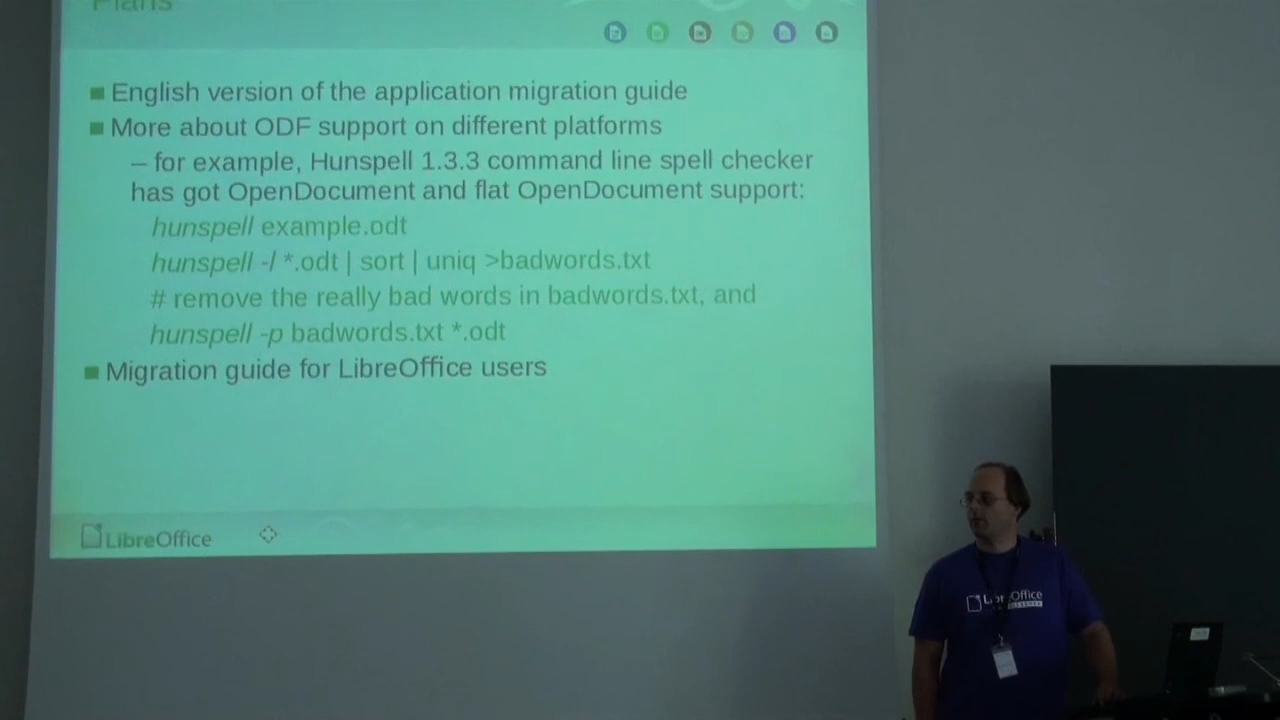 Plans
English version of the application migration guide
More about ODF support on different platforms
– for example, Hunspell 1.3.3 command line spell checker
has got OpenDocument and flat OpenDocument support:
hunspell example.odt
hunspell -l *.odt | sort | uniq >badwords.txt
# remove the really bad words in badwords.txt, and
hunspell -p badwords.txt *.odt
Migration guide for LibreOffice users
LibreOffice
LibreOffice